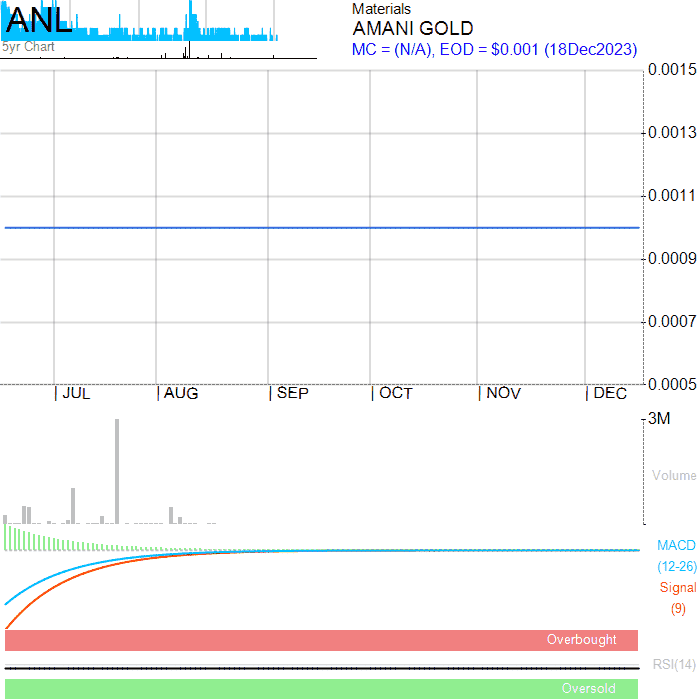 ANL
5yr Chart
Materials
AMANI GOLD
MC = (N/A), EOD = $0.001 (18Dec2023)
0.0015
0.0013
0.0011
0.0009
0.0007
0.0005
| JUL | AUG | SEP | OCT | NOV | DEC
3M
Volume
MACD
(12-26)
Signal
(9)
Overbought
RSI(14)
Oversold